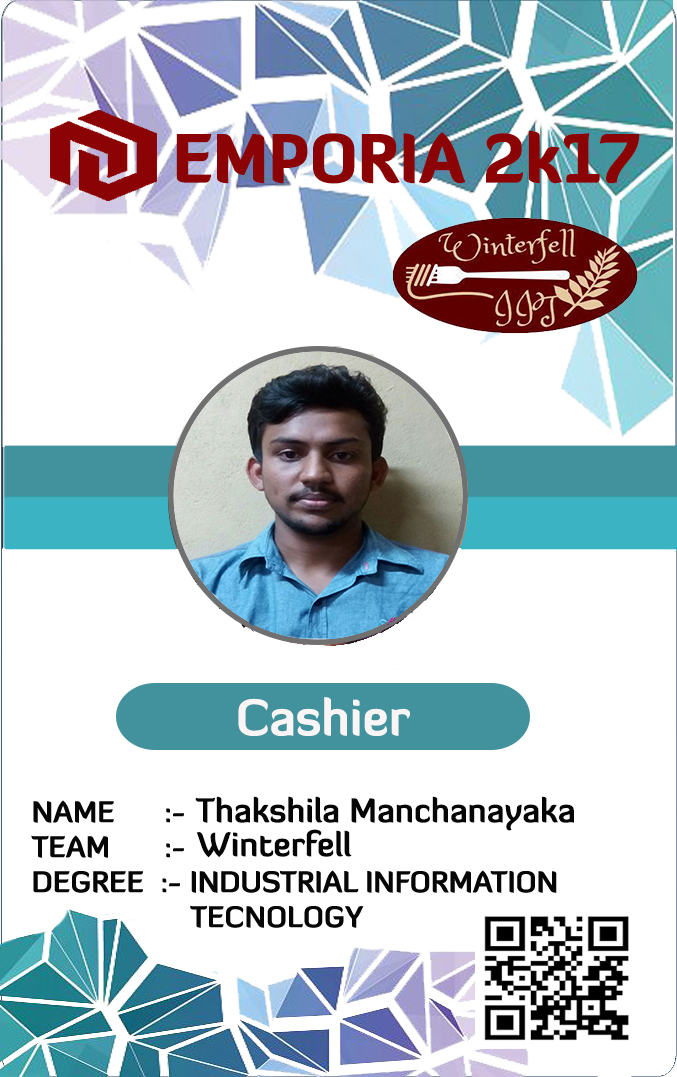 EMPORIA 2k17
Winterfell
IIT
Cashier
NAME :- Thakshila Manchanayaka
TEAM :- Winterfell
DEGREE :- INDUSTRIAL INFORMATION
TECNOLOGY